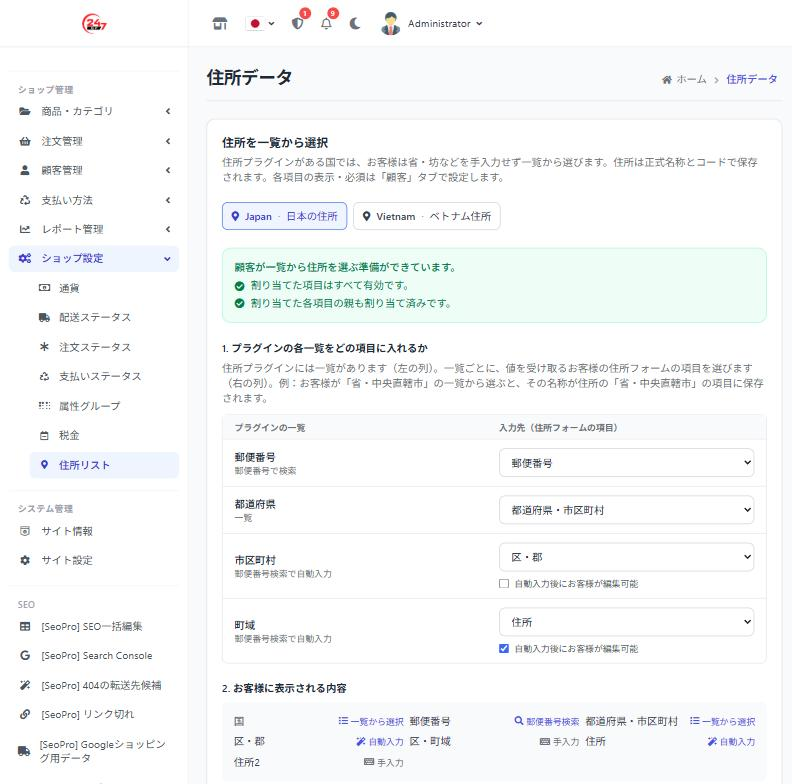 24
7
1
9
Administrator
ショップ管理
商品・カテゴリ
注文管理
顧客管理
支払い方法
レポート管理
ショップ設定
通貨
配送ステータス
注文ステータス
支払いステータス
属性グループ
税金
住所リスト
システム管理
サイト情報
サイト設定
SEO
[SeoPro] SEO一括編集
[SeoPro] Search Console
[SeoPro] 404の転送先候補
[SeoPro] リンク切れ
[SeoPro] Googleショッピン
グ用データ
住所データ
ホーム > 住所データ
住所を一覧から選択
住所プラグインがある国では、お客様は省・坊などを手入力せず一覧から選びます。住所は正式名称とコードで保存
されます。各項目の表示・必須は「顧客」タブで設定します。
Japan · 日本の住所
Vietnam · ベトナム住所
顧客が一覧から住所を選ぶ準備ができています。
割り当てた項目はすべて有効です。
割り当てた各項目の親も割り当て済みです。
1. プラグインの各一覧をどの項目に入れるか
住所プラグインには一覧があります（左の列）。一覧ごとに、値を受け取るお客様の住所フォームの項目を選びます
（右の列）。例：お客様が「省・中央直轄市」の一覧から選ぶと、その名称が住所の「省・中央直轄市」の項目に保存
されます。
プラグインの一覧 入力先（住所フォームの項目）
郵便番号
郵便番号で検索
郵便番号
都道府県
一覧
都道府県・市区町村
市区町村
郵便番号検索で自動入力
区・郡
自動入力後にお客様が編集可能
町域
郵便番号検索で自動入力
住所
自動入力後にお客様が編集可能
2. お客様に表示される内容
国 一覧から選択 郵便番号 郵便番号検索 都道府県・市区町村 一覧から選択
区・郡 自動入力 区・町域 手入力 住所 自動入力
住所2 手入力